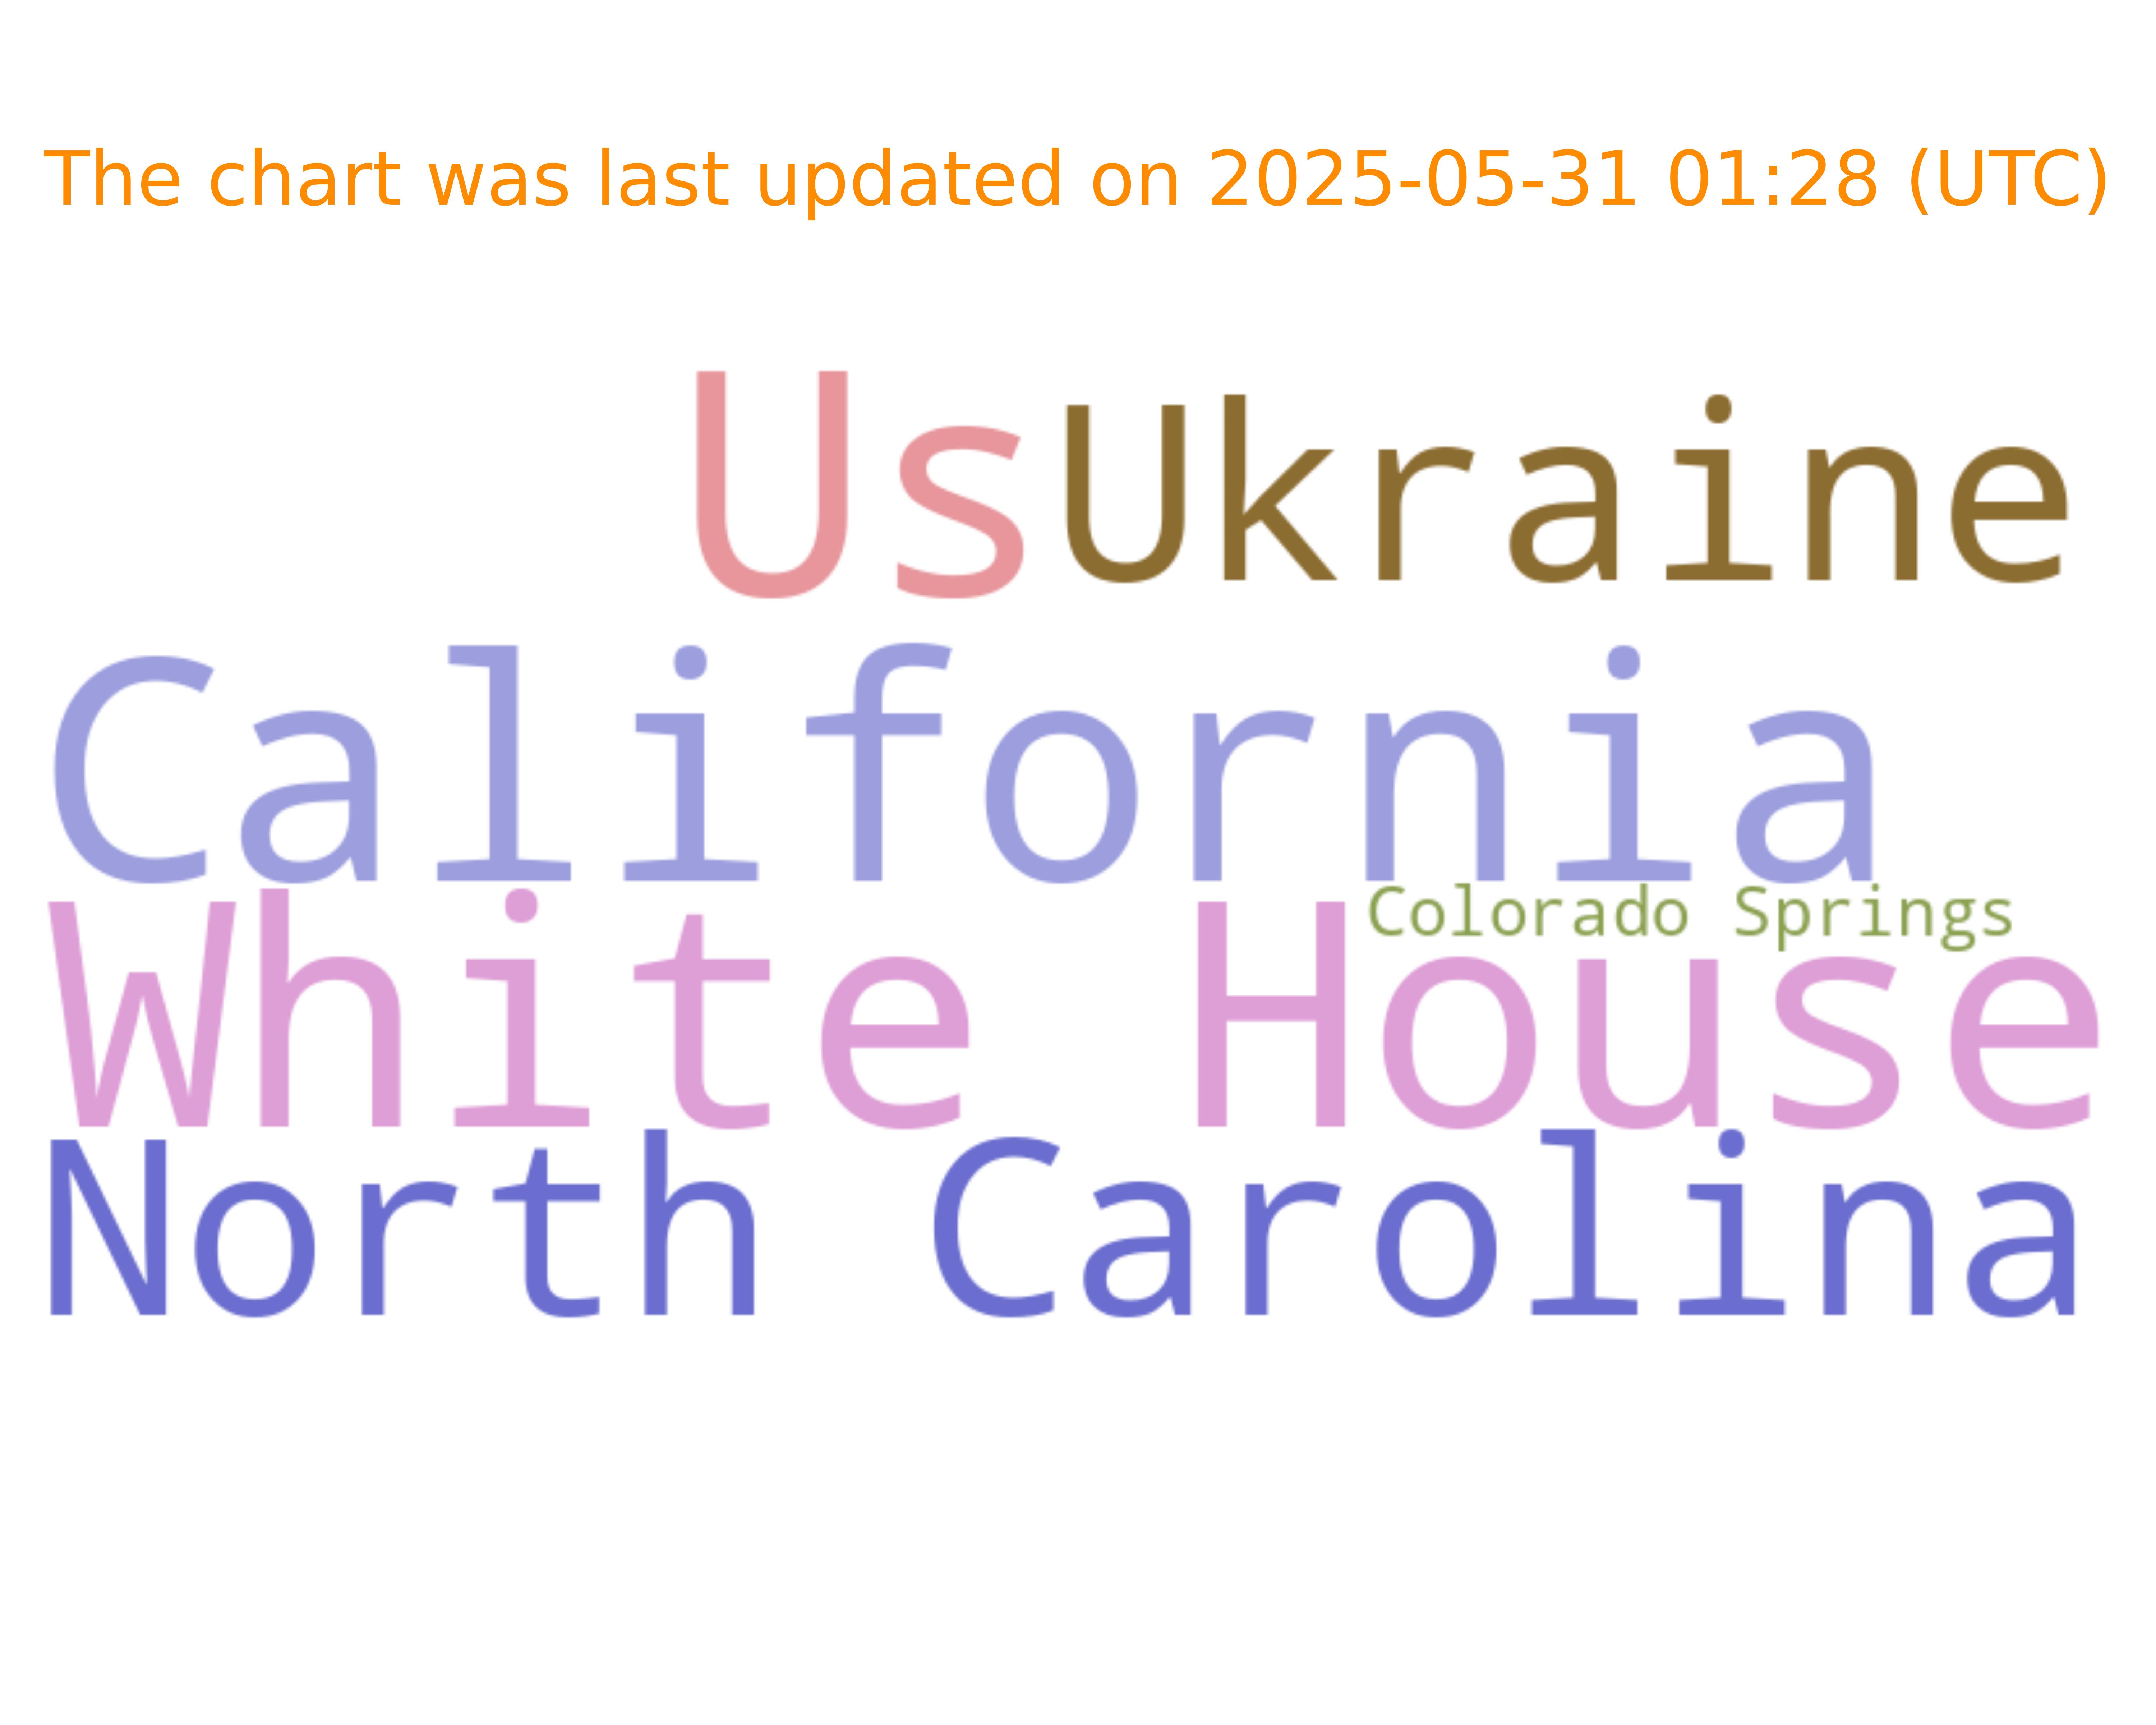 The chart was last updated on 2025-05-31 01:28 (UTC)
Us Ukraine
California
Colorado Springs
White House
North Carolina